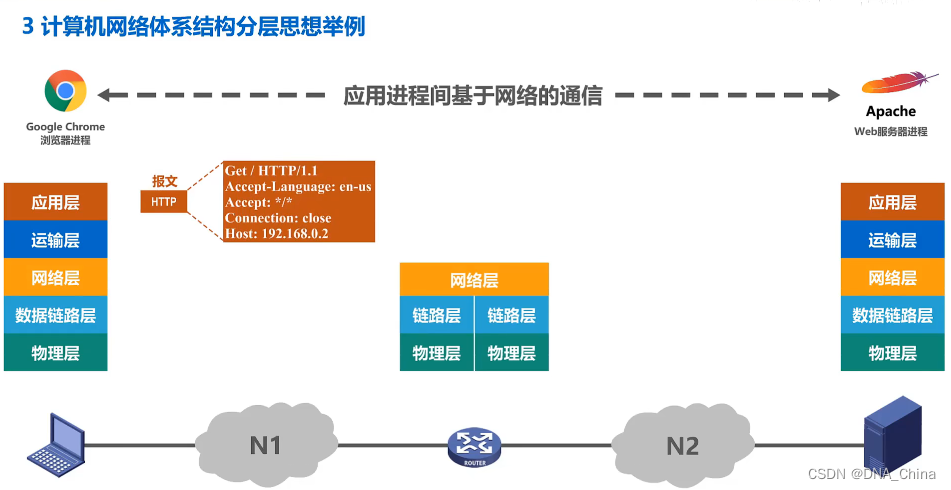 3 计算机网络体系结构分层思想举例
应用进程间基于网络的通信
Google Chrome
浏览器进程
Apache
Web服务器进程
报文
HTTP
Get / HTTP/1.1
Accept-Language: en-us
Accept: */*
Connection: close
Host: 192.168.0.2
应用层
运输层
网络层
数据链路层
物理层
网络层
链路层 链路层
物理层 物理层
应用层
运输层
网络层
数据链路层
物理层
N1
ROUTER
N2
CSDN @DNA_China